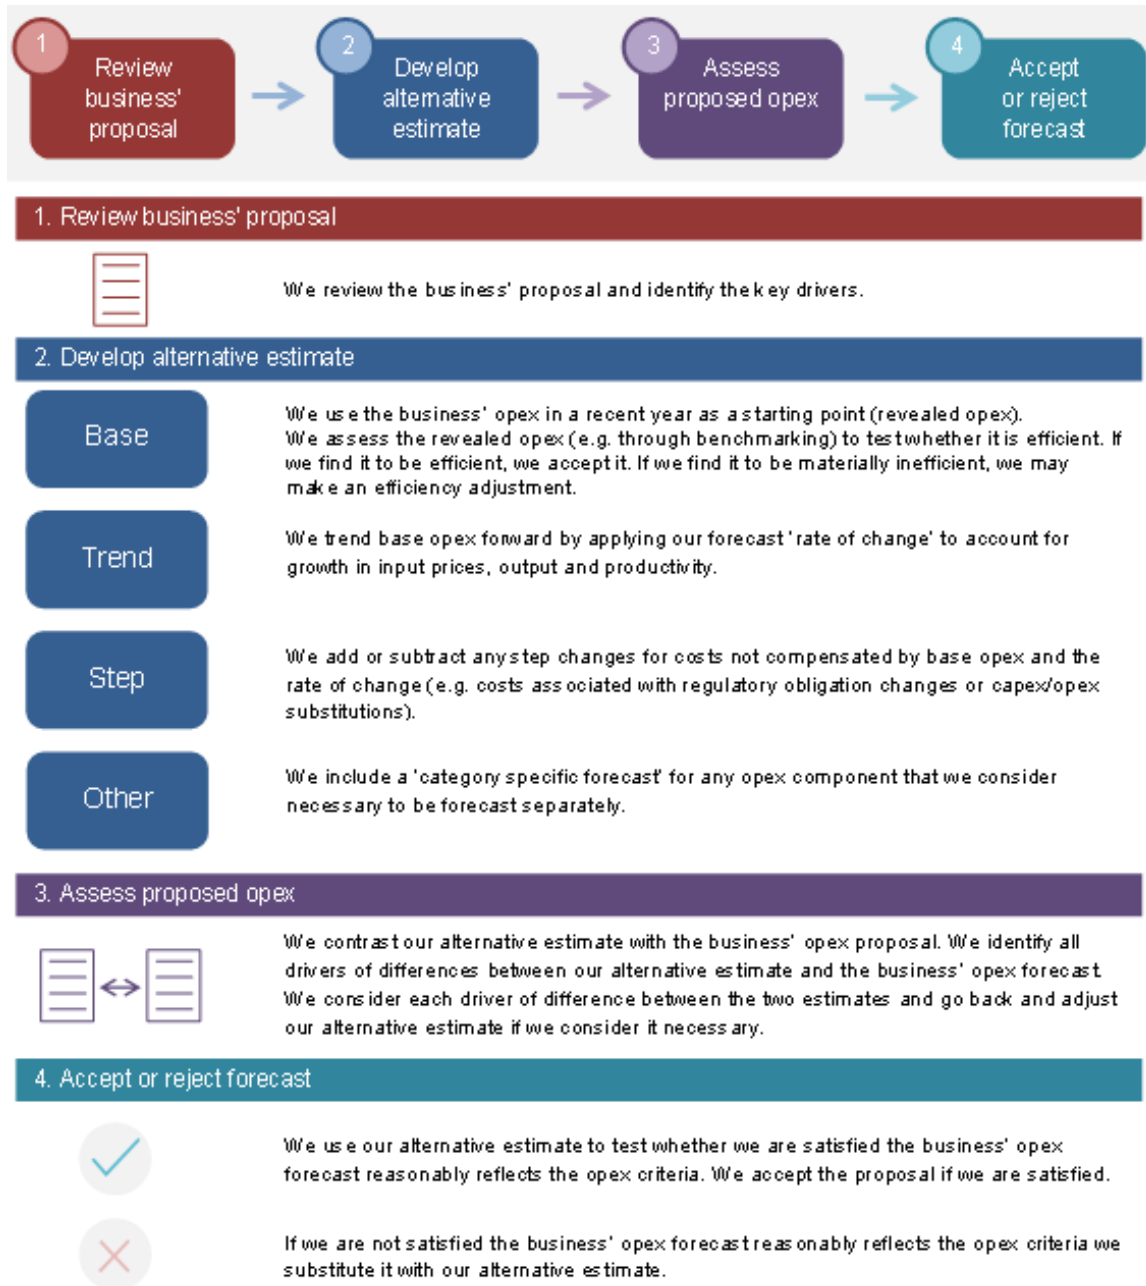 1
Review
business'
proposal
2
Develop
alternative
estimate
3
Assess
proposed opex
4
Accept
or reject
forecast
1. Review business' proposal
We review the business' proposal and identify the key drivers.
2. Develop alternative estimate
Base
We use the business' opex in a recent year as a starting point (revealed opex).
We assess the revealed opex (e.g. through benchmarking) to test whether it is efficient. If
we find it to be efficient, we accept it. If we find it to be materially inefficient, we may
make an efficiency adjustment.
Trend
We trend base opex forward by applying our forecast 'rate of change' to account for
growth in input prices, output and productivity.
Step
We add or subtract any step changes for costs not compensated by base opex and the
rate of change (e.g. costs associated with regulatory obligation changes or capex/opex
substitutions).
Other
We include a 'category specific forecast' for any opex component that we consider
necessary to be forecast separately.
3. Assess proposed opex
We contrast our alternative estimate with the business' opex proposal. We identify all
drivers of differences between our alternative estimate and the business' opex forecast.
We consider each driver of difference between the two estimates and go back and adjust
our alternative estimate if we consider it necessary.
4. Accept or reject forecast
We use our alternative estimate to test whether we are satisfied the business' opex
forecast reasonably reflects the opex criteria. We accept the proposal if we are satisfied.
If we are not satisfied the business' opex forecast reasonably reflects the opex criteria we
substitute it with our alternative estimate.